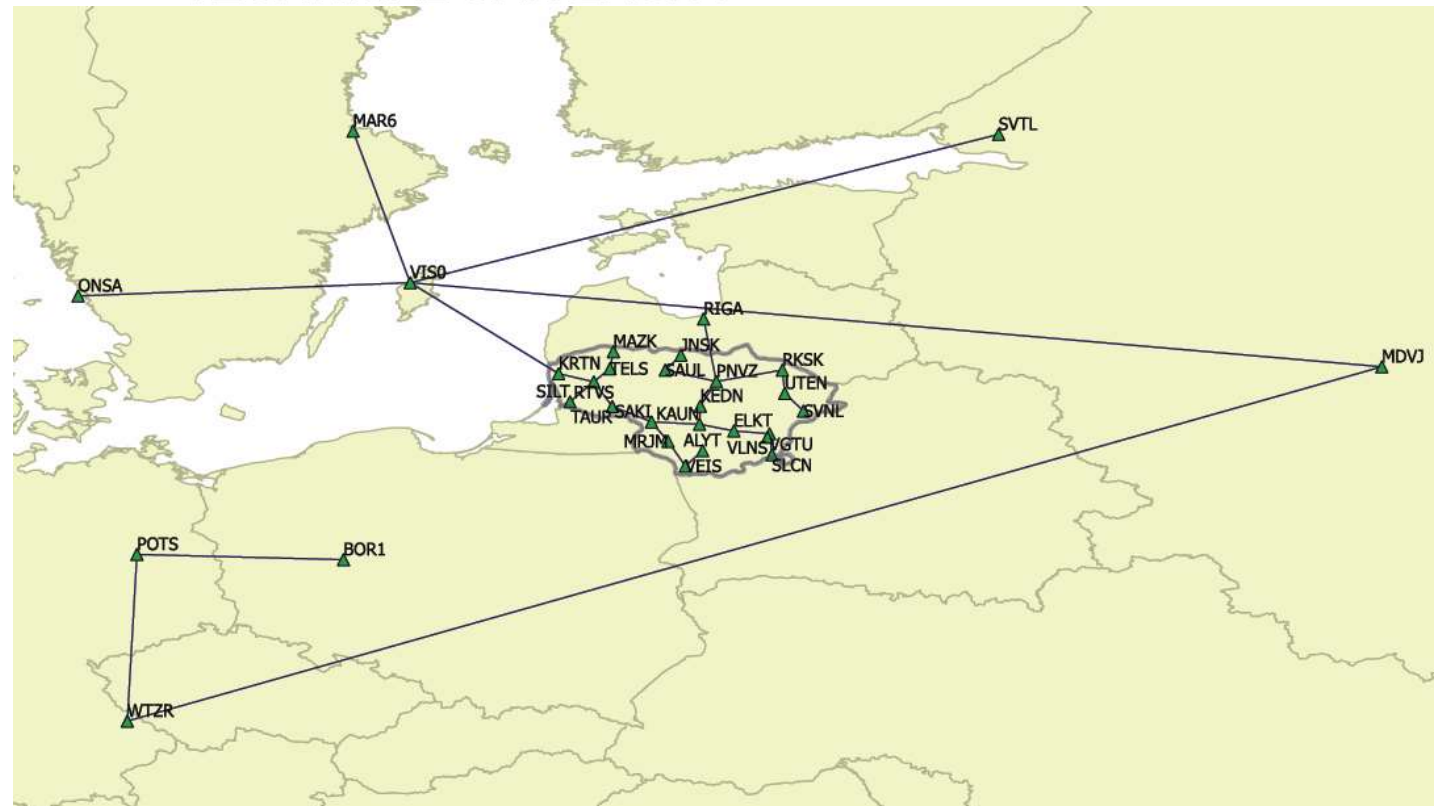 MAR6
SVTL
VIS0
ONSA
RIGA
MAZK
JNSK
KRTN
TELS
SAUL
PNVZ
RKSK
MDVJ
SILT
RTVS
KEDN
UTEN
TAUR
SAKI
KAUN
ELKT
SVNL
MRJM
ALYT
VLNS
VGTU
VEIS
SLCN
POTS
BOR1
WTZR